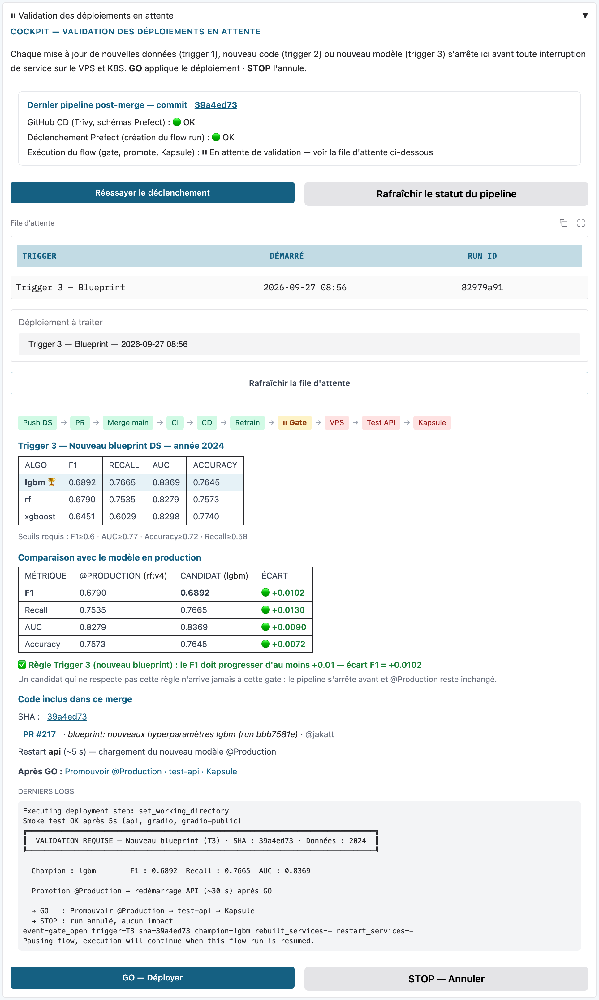 Validation des déploiements en attente
COCKPIT — VALIDATION DES DÉPLOIEMENTS EN ATTENTE
Chaque mise à jour de nouvelles données (trigger 1), nouveau code (trigger 2) ou nouveau modèle (trigger 3) s'arrête ici avant toute interruption
de service sur le VPS et K8S. GO applique le déploiement · STOP l'annule.
Dernier pipeline post-merge — commit 39a4ed73
GitHub CD (Trivy, schémas Prefect) : 🟢 OK
Déclenchement Prefect (création du flow run) : 🟢 OK
Exécution du flow (gate, promote, Kapsule) : ⏸ En attente de validation — voir la file d'attente ci-dessous
Réessayer le déclenchement
Rafraîchir le statut du pipeline
File d'attente
TRIGGER DÉMARRÉ RUN ID
Trigger 3 — Blueprint 2026-09-27 08:56 82979a91
Déploiement à traiter
Trigger 3 — Blueprint — 2026-09-27 08:56
Rafraîchir la file d'attente
Push DS → PR → Merge main → CI → CD → Retrain → ⏸ Gate → VPS → Test API → Kapsule
Trigger 3 — Nouveau blueprint DS — année 2024
ALGO F1 RECALL AUC ACCURACY
lgbm 🏆 0.6892 0.7665 0.8369 0.7645
rf 0.6790 0.7535 0.8279 0.7573
xgboost 0.6451 0.6029 0.8298 0.7740
Seuils requis : F1≥0.6 · AUC≥0.77 · Accuracy≥0.72 · Recall≥0.58
Comparaison avec le modèle en production
MÉTRIQUE @PRODUCTION (rf:v4) CANDIDAT (lgbm) ÉCART
F1 0.6790 0.6892 🟢 +0.0102
Recall 0.7535 0.7665 🟢 +0.0130
AUC 0.8279 0.8369 🟢 +0.0090
Accuracy 0.7573 0.7645 🟢 +0.0072
✅ Règle Trigger 3 (nouveau blueprint) : le F1 doit progresser d'au moins +0.01 — écart F1 = +0.0102
Un candidat qui ne respecte pas cette règle n'arrive jamais à cette gate : le pipeline s'arrête avant et @Production reste inchangé.
Code inclus dans ce merge
SHA : 39a4ed73
PR #217 · blueprint: nouveaux hyperparamètres lgbm (run bbb7581e) · @jakatt
Restart api (~5 s) — chargement du nouveau modèle @Production
Après GO : Promouvoir @Production · test-api · Kapsule
DERNIERS LOGS
Executing deployment step: set_working_directory
Smoke test OK après 5s (api, gradio, gradio-public)
VALIDATION REQUISE — Nouveau blueprint (T3) · SHA : 39a4ed73 · Données : 2024
Champion : lgbm F1 : 0.6892 Recall : 0.7665 AUC : 0.8369
Promotion @Production → redémarrage API (~30 s) après GO
→ GO : Promouvoir @Production → test-api → Kapsule
→ STOP : run annulé, aucun impact
event=gate_open trigger=T3 sha=39a4ed73 champion=lgbm rebuilt_services=— restart_services=—
Pausing flow, execution will continue when this flow run is resumed.
GO — Déployer
STOP — Annuler